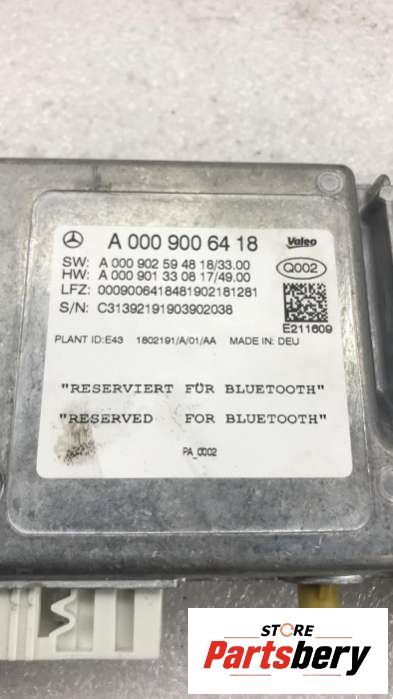 A 000 900 64 18
Valeo
SW: A 000 902 59 48 18/33.00
HW: A 000 901 33 08 17/49.00
Q002
LFZ: 00090064184819021 81281
S/N: C31392191903902038
E211609
PLANT ID:E43 1802191/A/01/AA MADE IN: DEU
"RESERVIERT FÜR BLUETOOTH"
"RESERVED FOR BLUETOOTH"
PA_0002
STORE
Partsbery